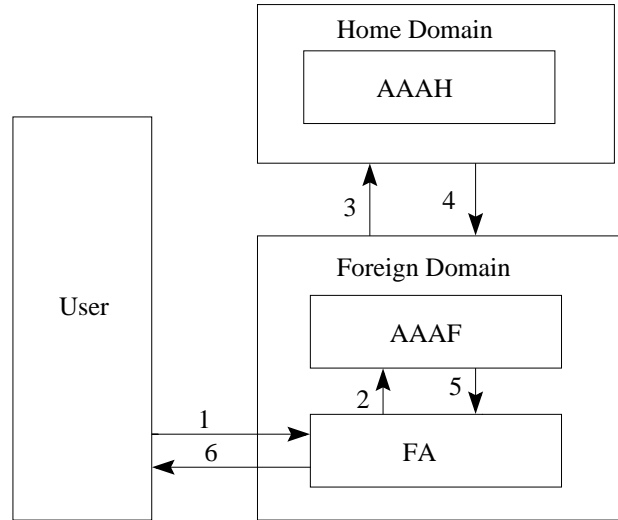 Home Domain
AAAH
3
4
Foreign Domain
User
AAAF
2
5
1
6
FA